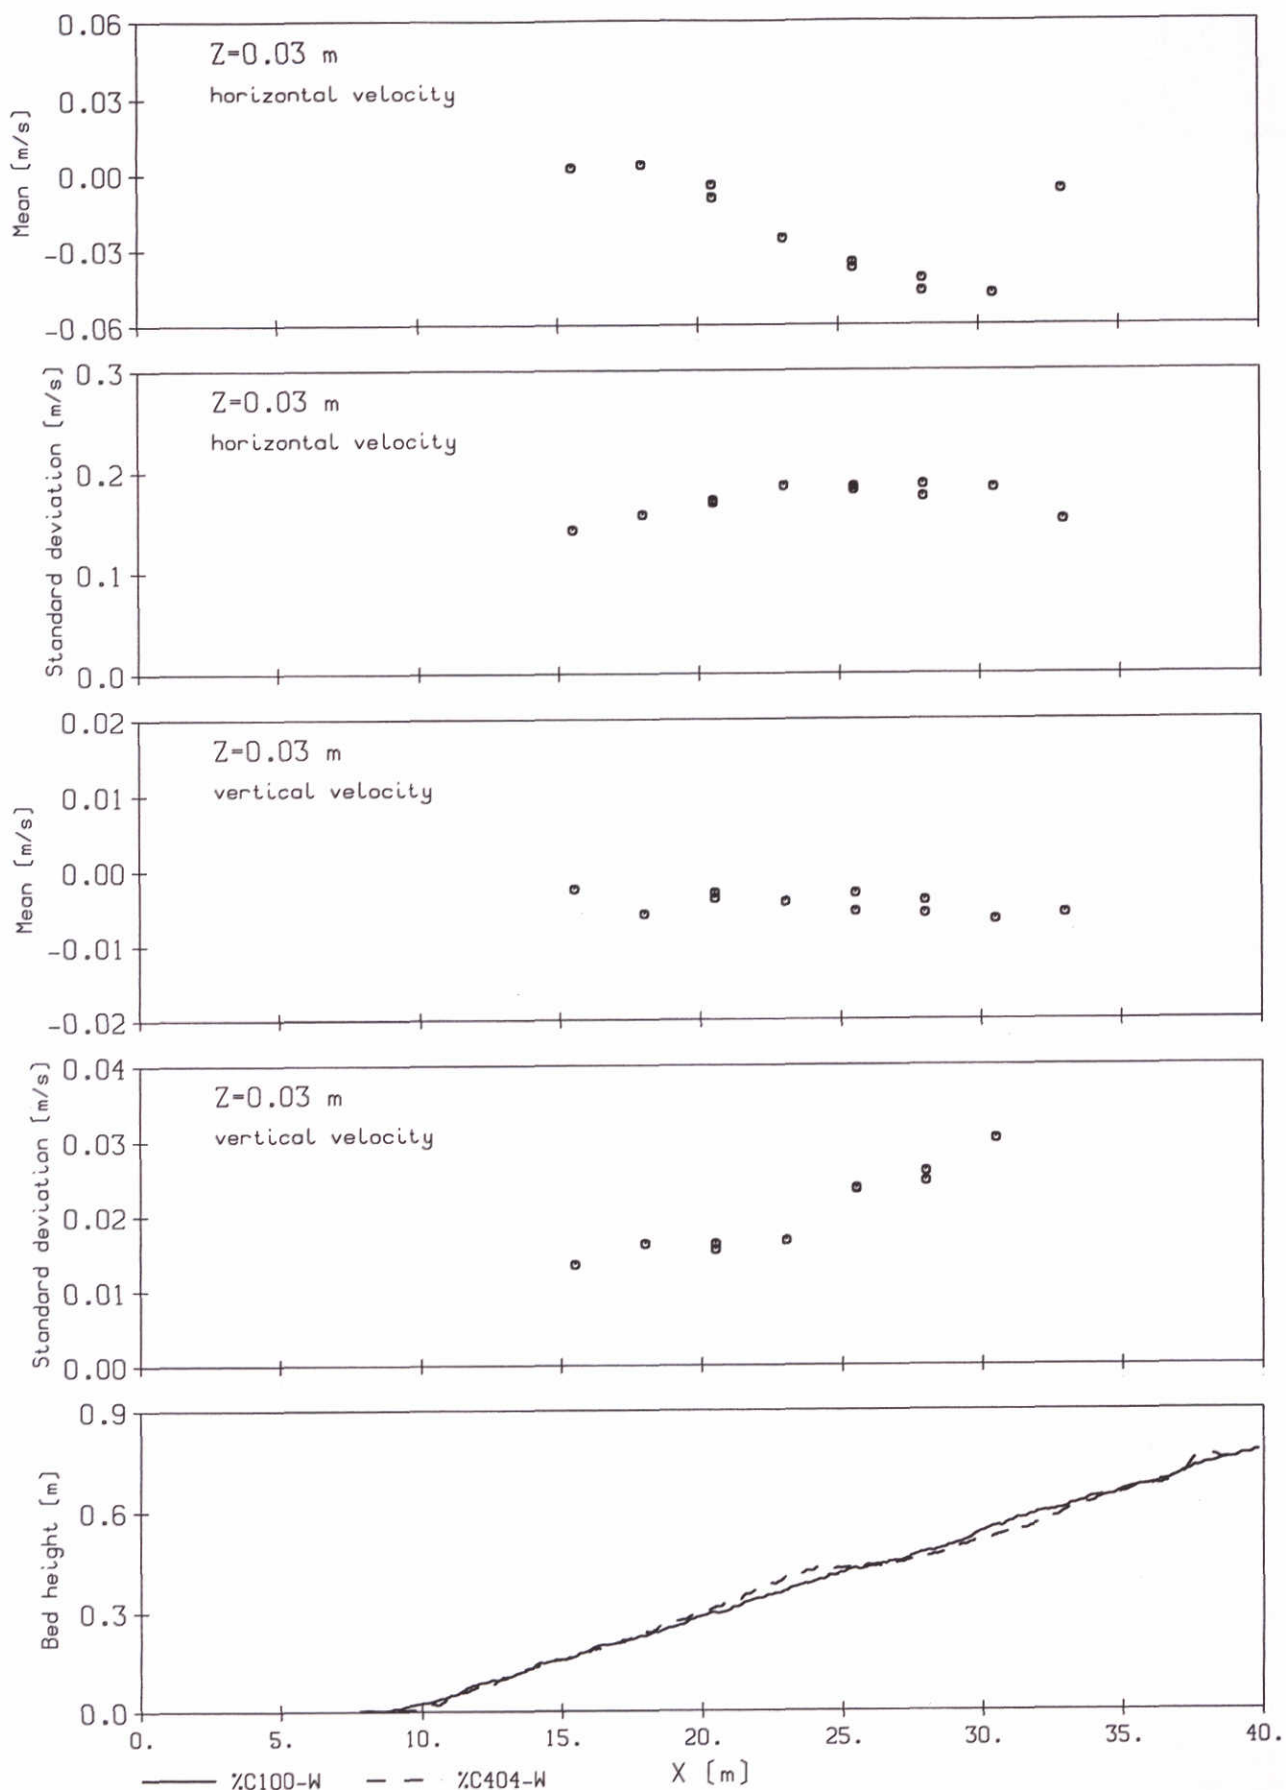 0.06
Z=0.03 m
horizontal velocity
0.03
Mean [m/s]
0.00
-0.03
-0.06
0.3
Z=0.03 m
horizontal velocity
0.2
Standard deviation [m/s]
0.1
0.0
0.02
Z=0.03 m
vertical velocity
0.01
Mean [m/s]
0.00
-0.01
-0.02
0.04
Z=0.03 m
vertical velocity
0.03
Standard deviation [m/s]
0.02
0.01
0.00
0.9
0.6
Bed height [m]
0.3
0.0
0. 5. 10. 15. 20. 25. 30. 35. 40.
%C100-W %C404-W X [m]